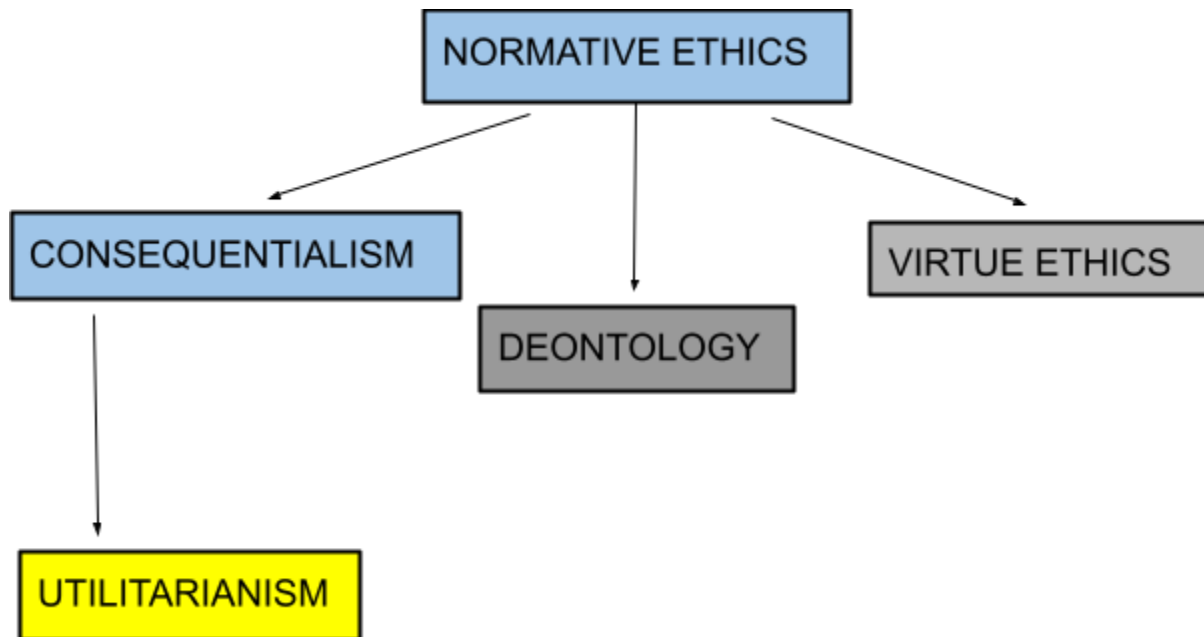 NORMATIVE ETHICS
CONSEQUENTIALISM
VIRTUE ETHICS
DEONTOLOGY
UTILITARIANISM